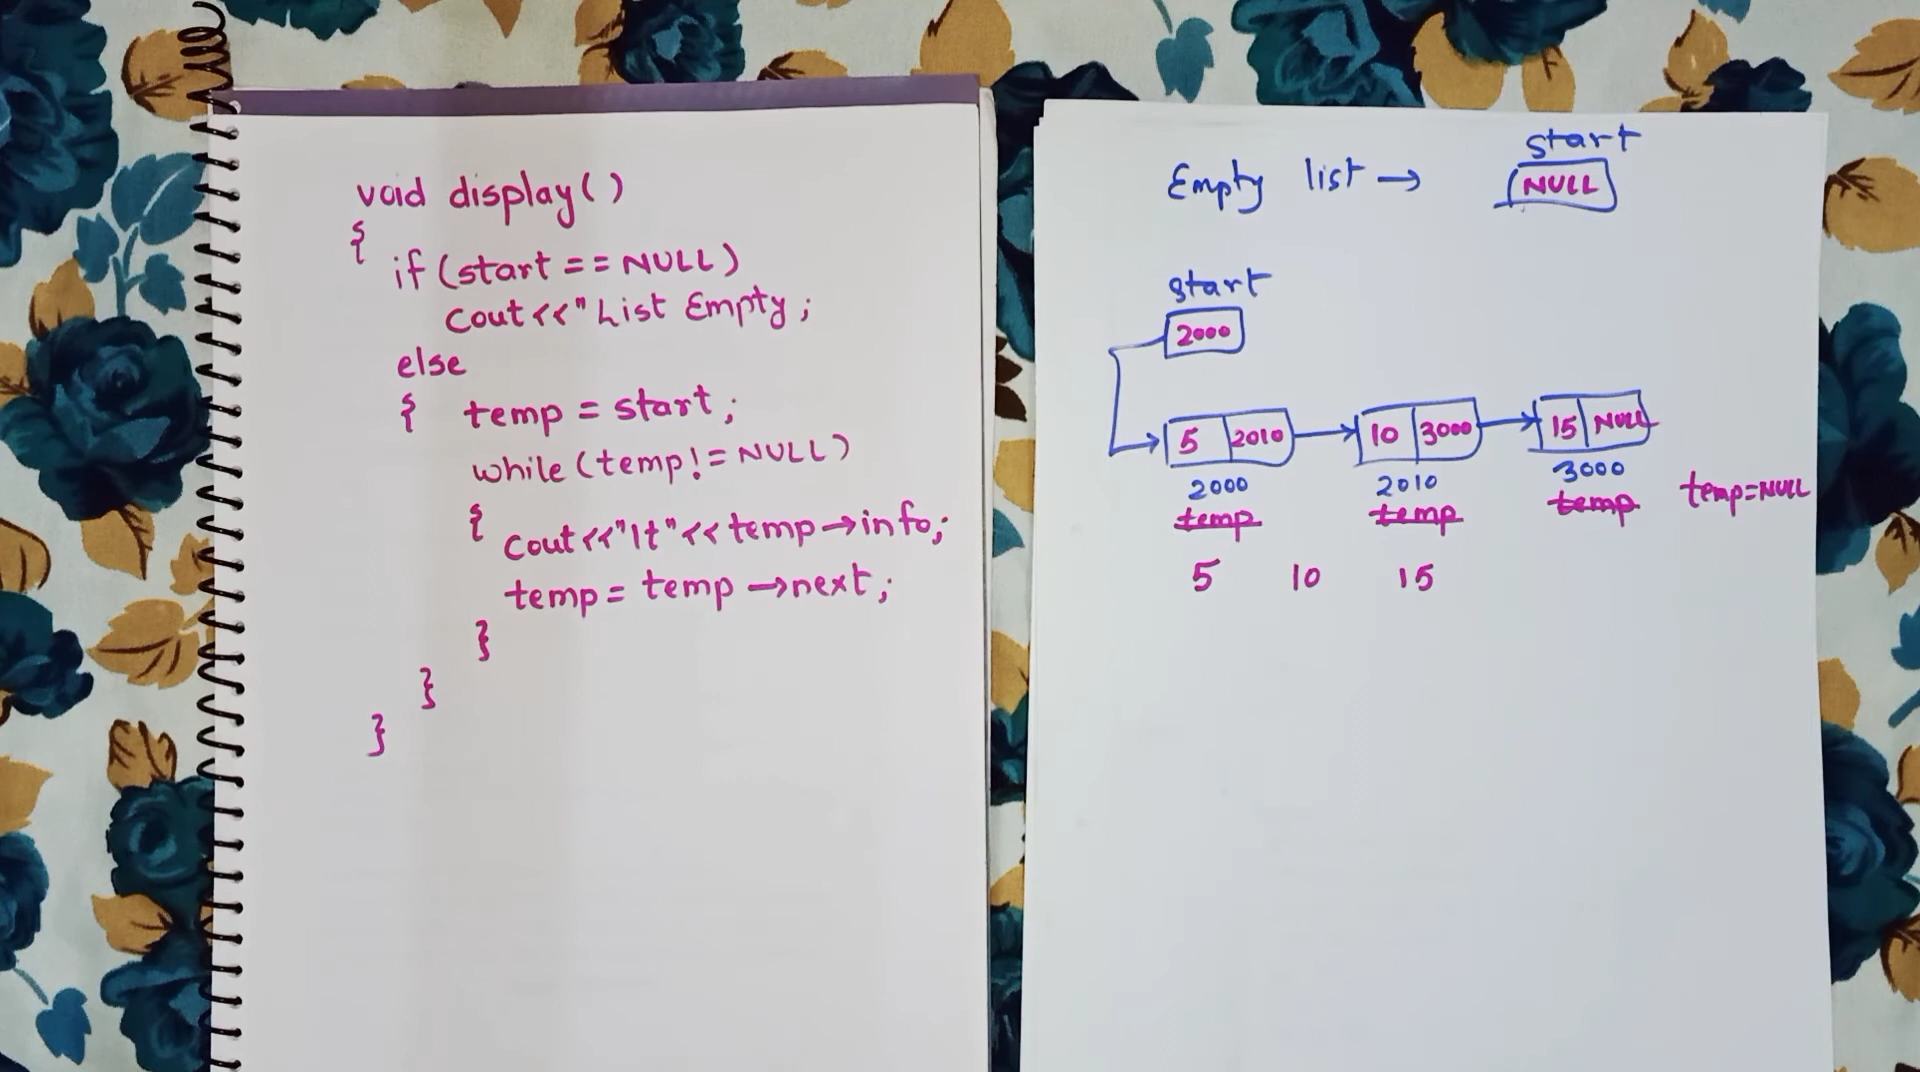 void display()
{
if(start == NULL)
cout<<"List Empty;
else
{ temp = start;
while(temp!=NULL)
{ cout<<"\t"<<temp→info;
temp = temp→next;
}
}
}
Empty list → start
NULL
start
2000
5 2010 → 10 3000 → 15 NULL
2000 2010 3000
temp temp temp temp=NULL
5 10 15